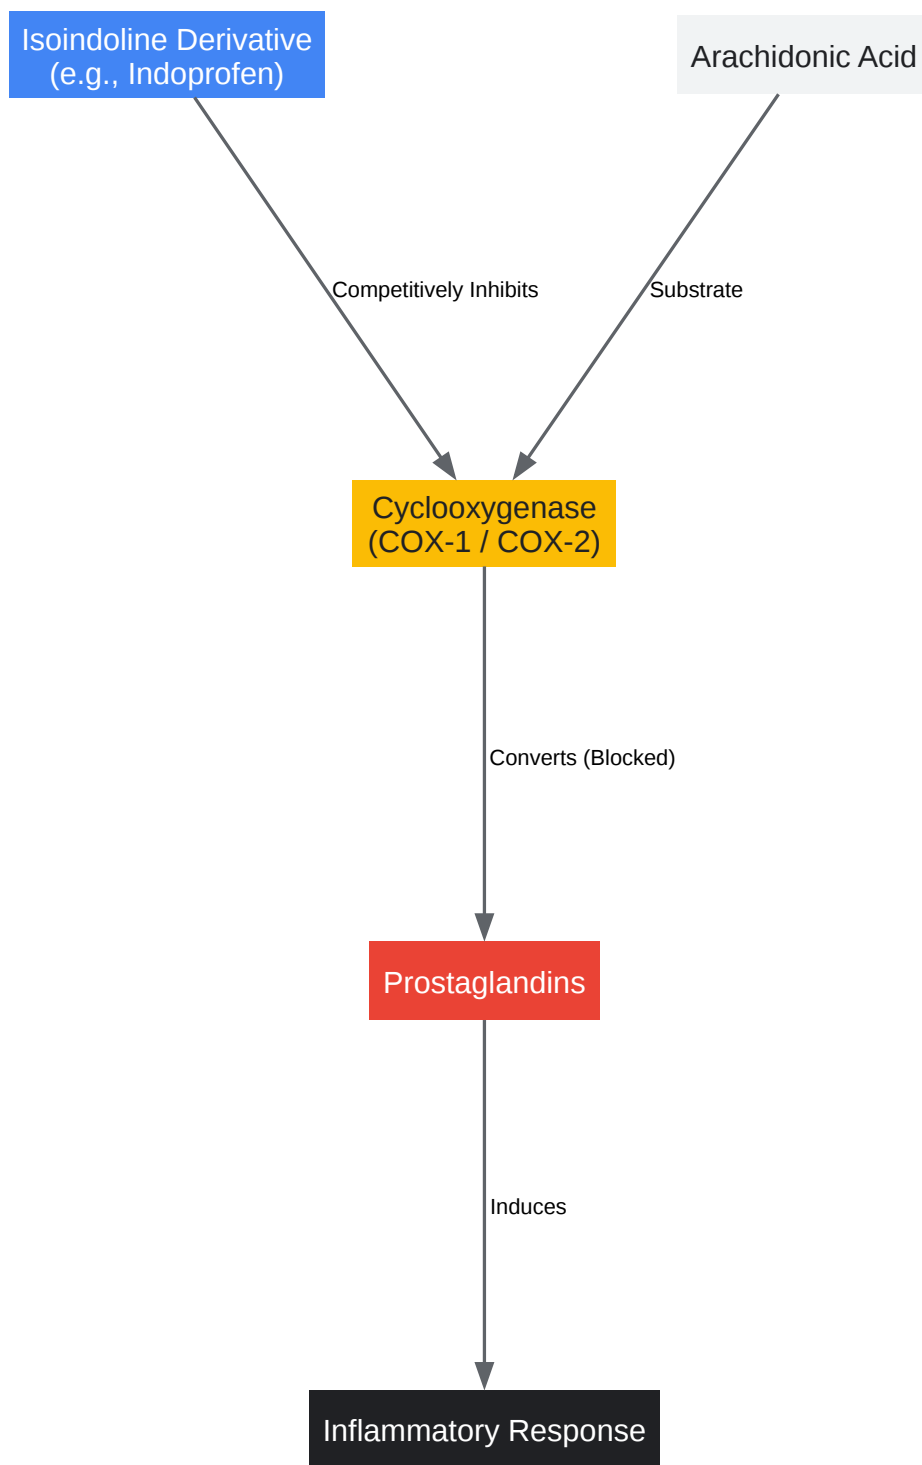 Isoindoline Derivative
(e.g., Indoprofen)
Arachidonic Acid
Competitively Inhibits
Substrate
Cyclooxygenase
(COX-1 / COX-2)
Converts (Blocked)
Prostaglandins
Induces
Inflammatory Response